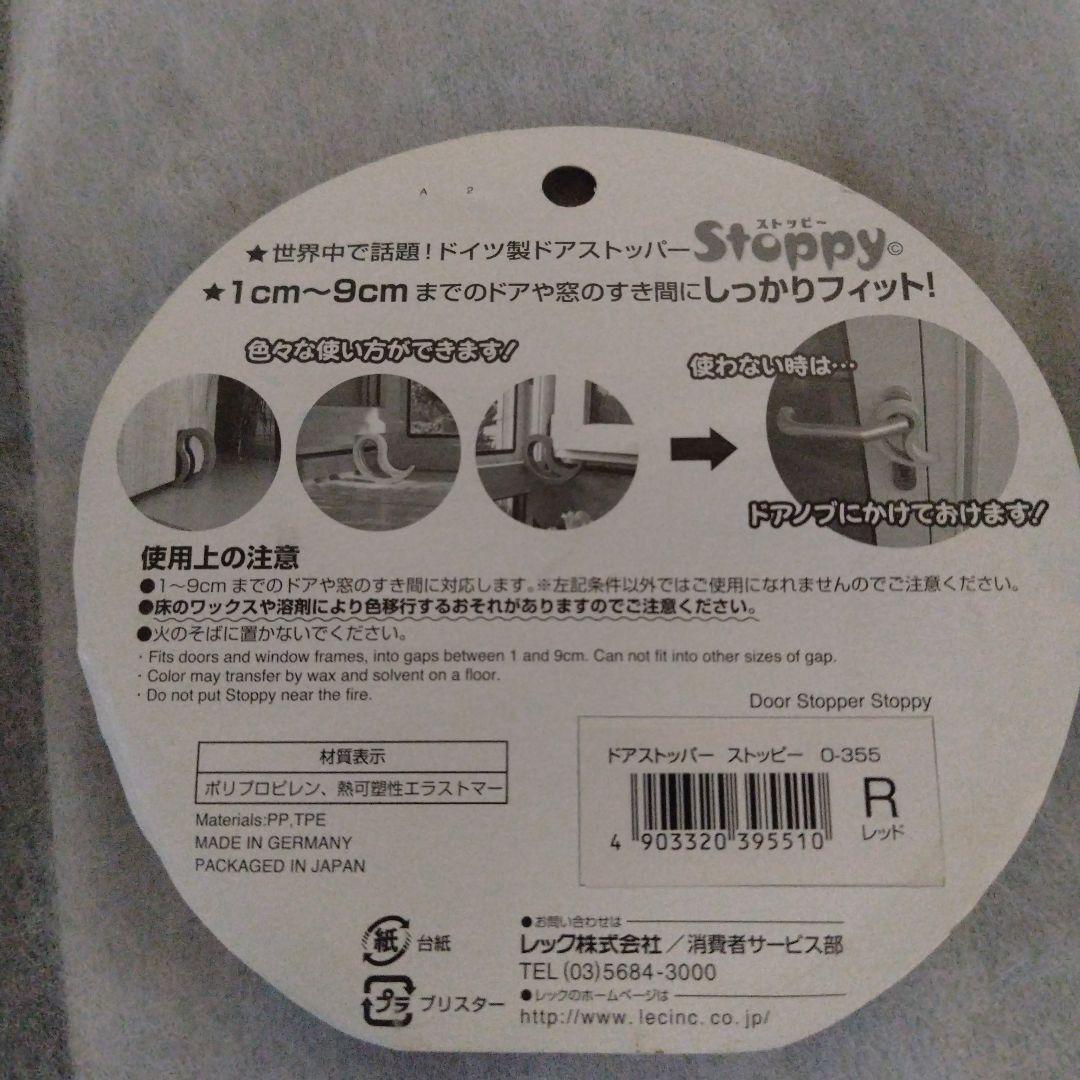 A 2
ストッピー
★世界中で話題！ドイツ製ドアストッパーStoppy©
★1cm〜9cmまでのドアや窓のすき間にしっかりフィット！
色々な使い方ができます！
使わない時は…
ドアノブにかけておけます！
使用上の注意
●1〜9cmまでのドアや窓のすき間に対応します。※左記条件以外ではご使用になれませんのでご注意ください。
●床のワックスや溶剤により色移行するおそれがありますのでご注意ください。
●火のそばに置かないでください。
・Fits doors and window frames, into gaps between 1 and 9cm. Can not fit into other sizes of gap.
・Color may transfer by wax and solvent on a floor.
・Do not put Stoppy near the fire.
Door Stopper Stoppy
材質表示
ポリプロピレン、熱可塑性エラストマー
Materials:PP,TPE
MADE IN GERMANY
PACKAGED IN JAPAN
ドアストッパー ストッピー O-355
R
レッド
4 903320 395510
紙 台紙
プラ ブリスター
●お問い合わせは
レック株式会社／消費者サービス部
TEL (03)5684-3000
●レックのホームページは
http://www.lecinc.co.jp/